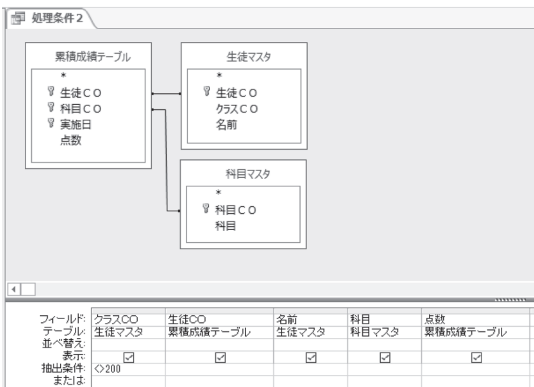 処理条件2
累積成績テーブル
*
生徒CO
科目CO
実施日
点数
生徒マスタ
*
生徒CO
クラスCO
名前
科目マスタ
*
科目CO
科目
フィールド: クラスCO 生徒CO 名前 科目 点数
テーブル: 生徒マスタ 累積成績テーブル 生徒マスタ 科目マスタ 累積成績テーブル
並べ替え:
表示:
抽出条件: <>200
または: